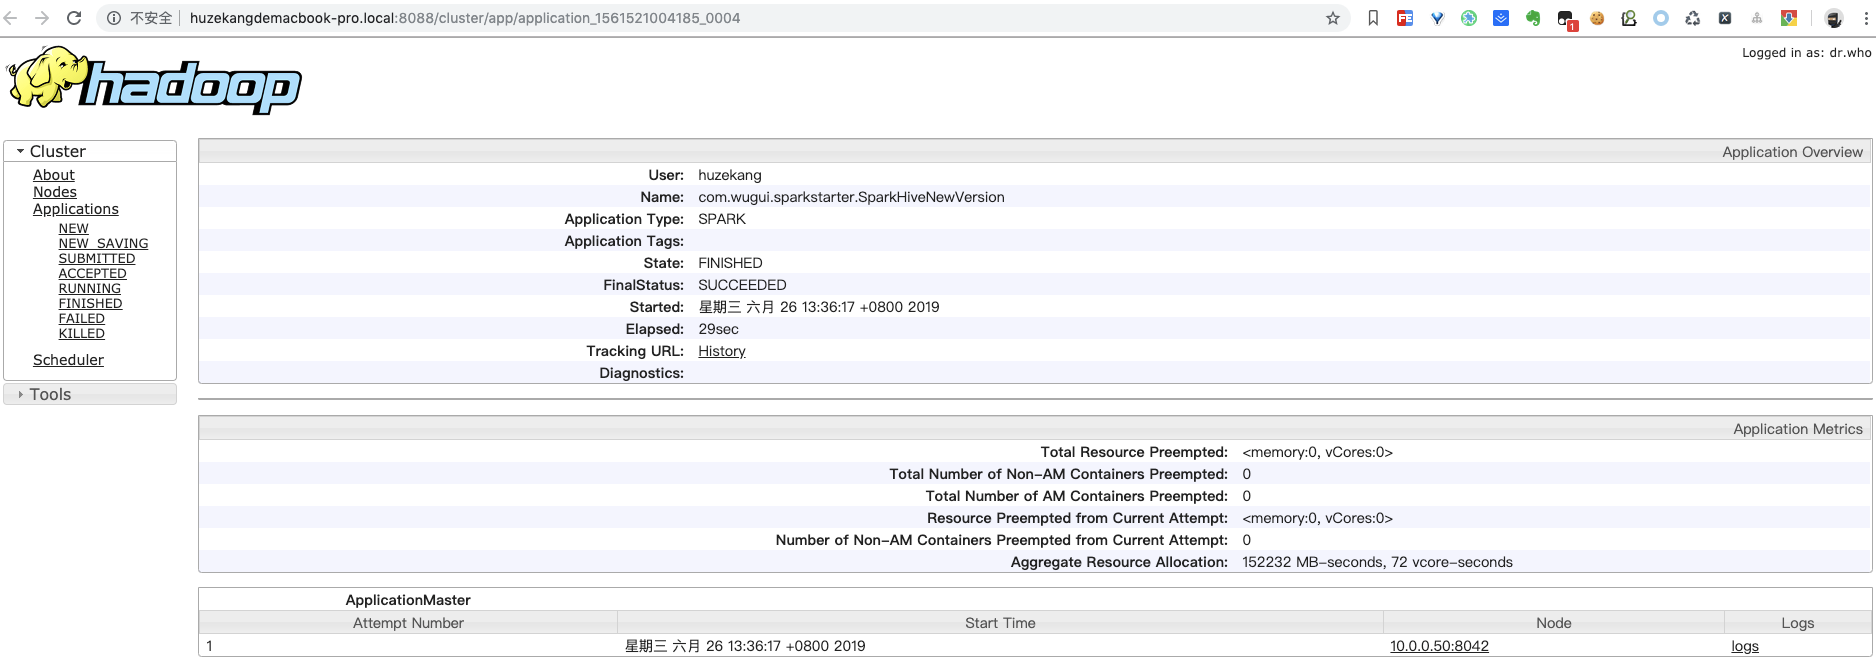 不安全 huzekangdemacbook-pro.local:8088/cluster/app/application_1561521004185_0004
FE
1
Logged in as: dr.who
hadoop
Cluster
About
Nodes
Applications
NEW
NEW_SAVING
SUBMITTED
ACCEPTED
RUNNING
FINISHED
FAILED
KILLED
Scheduler
Tools
Application Overview
User: huzekang
Name: com.wugui.sparkstarter.SparkHiveNewVersion
Application Type: SPARK
Application Tags:
State: FINISHED
FinalStatus: SUCCEEDED
Started: 星期三 六月 26 13:36:17 +0800 2019
Elapsed: 29sec
Tracking URL: History
Diagnostics:
Application Metrics
Total Resource Preempted: <memory:0, vCores:0>
Total Number of Non-AM Containers Preempted: 0
Total Number of AM Containers Preempted: 0
Resource Preempted from Current Attempt: <memory:0, vCores:0>
Number of Non-AM Containers Preempted from Current Attempt: 0
Aggregate Resource Allocation: 152232 MB-seconds, 72 vcore-seconds
ApplicationMaster
Attempt Number Start Time Node Logs
1 星期三 六月 26 13:36:17 +0800 2019 10.0.0.50:8042 logs